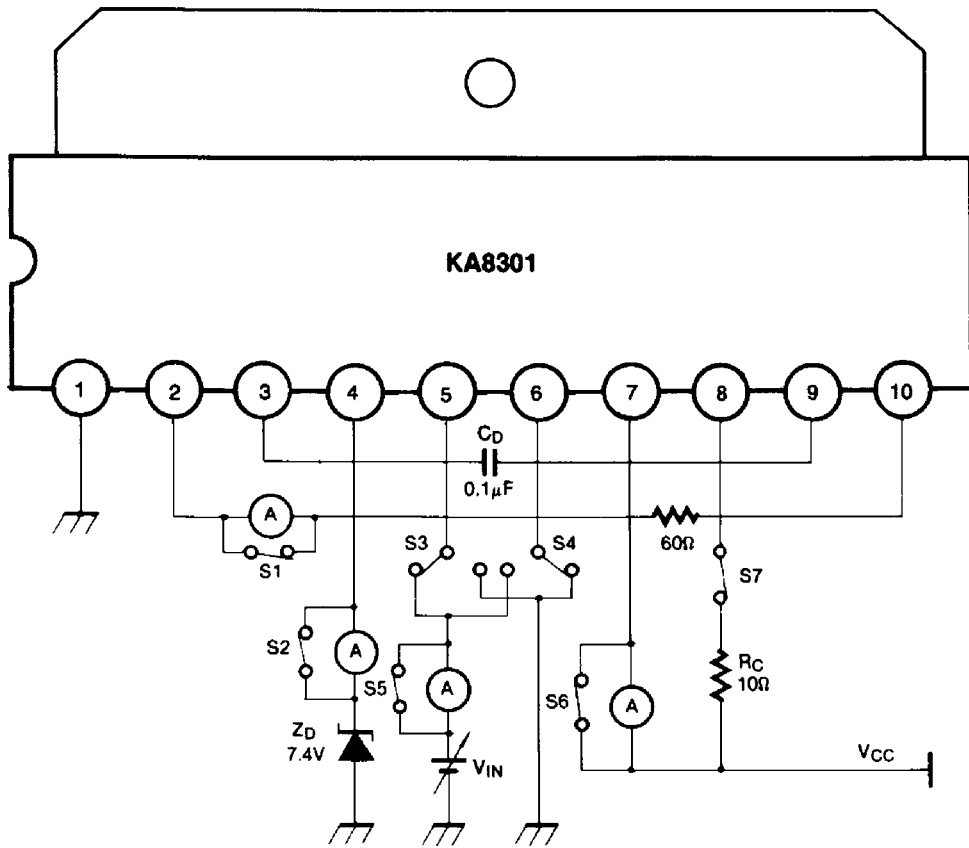 KA8301
1 2 3 4 5 6 7 8 9 10
CD
0.1μF
A
S1
60Ω
S3
S4
S7
S2
A
S5
A
S6
A
RC
10Ω
ZD
7.4V
VIN
VCC